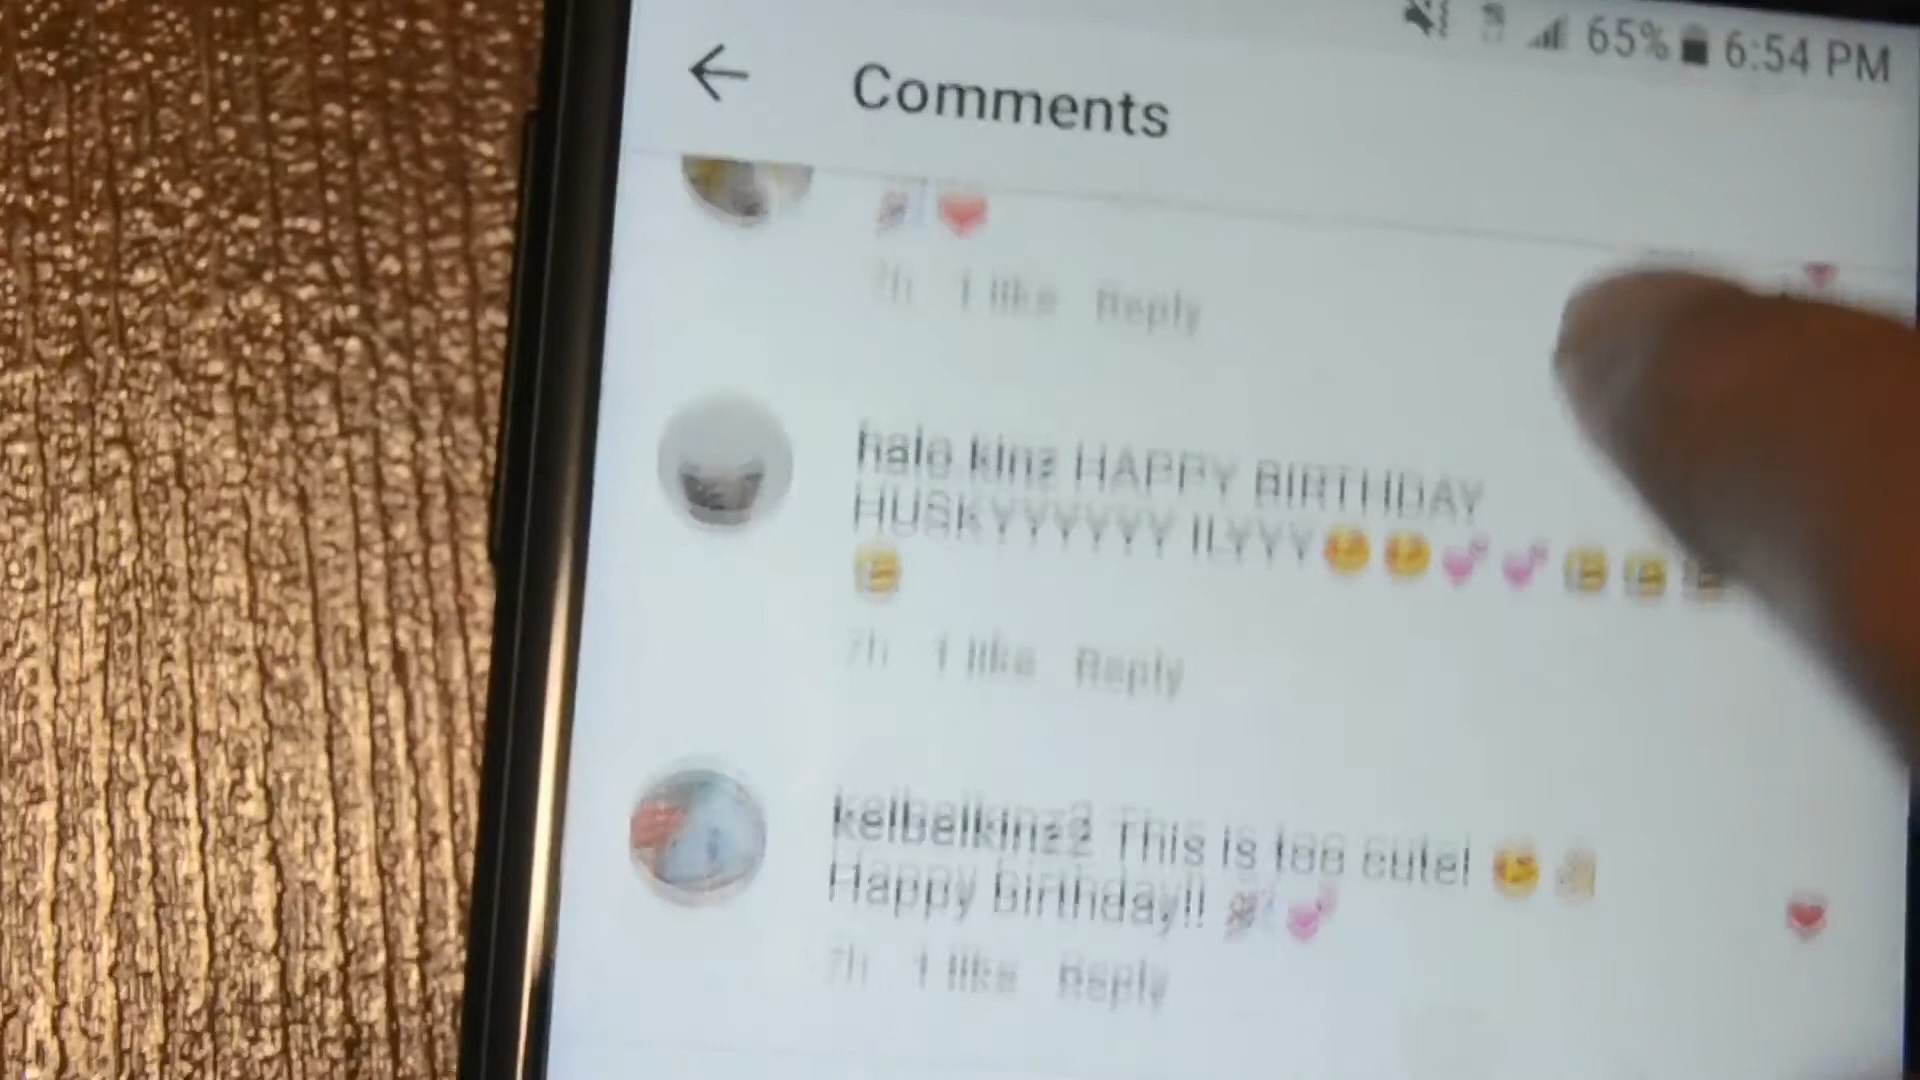 65% 6:54 PM
Comments
7h 1 like Reply
halo.kinz HAPPY BIRTHDAY
HUSKYYYYYYY ILYYY
7h 1 like Reply
kelbelkinz2 This is too cute!
Happy birthday!!
7h 1 like Reply